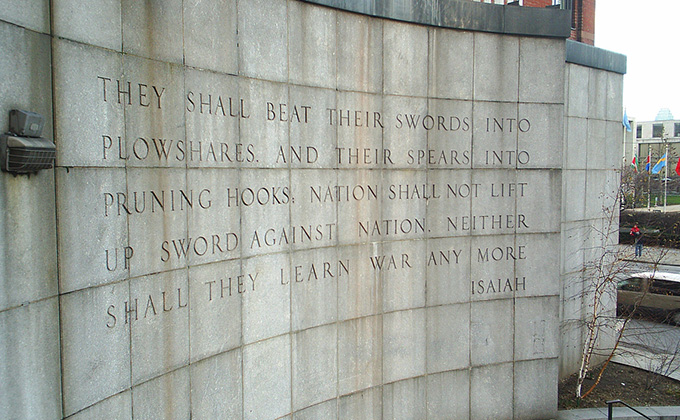 THEY SHALL BEAT THEIR SWORDS INTO
PLOWSHARES. AND THEIR SPEARS INTO
PRUNING HOOKS; NATION SHALL NOT LIFT
UP SWORD AGAINST NATION. NEITHER
SHALL THEY LEARN WAR ANY MORE
ISAIAH